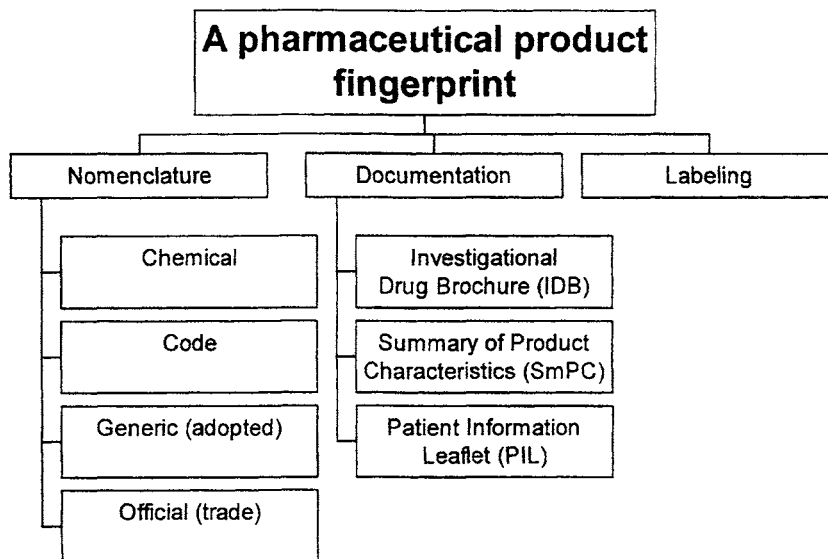 A pharmaceutical product
fingerprint
Nomenclature
Documentation
Labeling
Chemical
Code
Generic (adopted)
Official (trade)
Investigational
Drug Brochure (IDB)
Summary of Product
Characteristics (SmPC)
Patient Information
Leaflet (PIL)